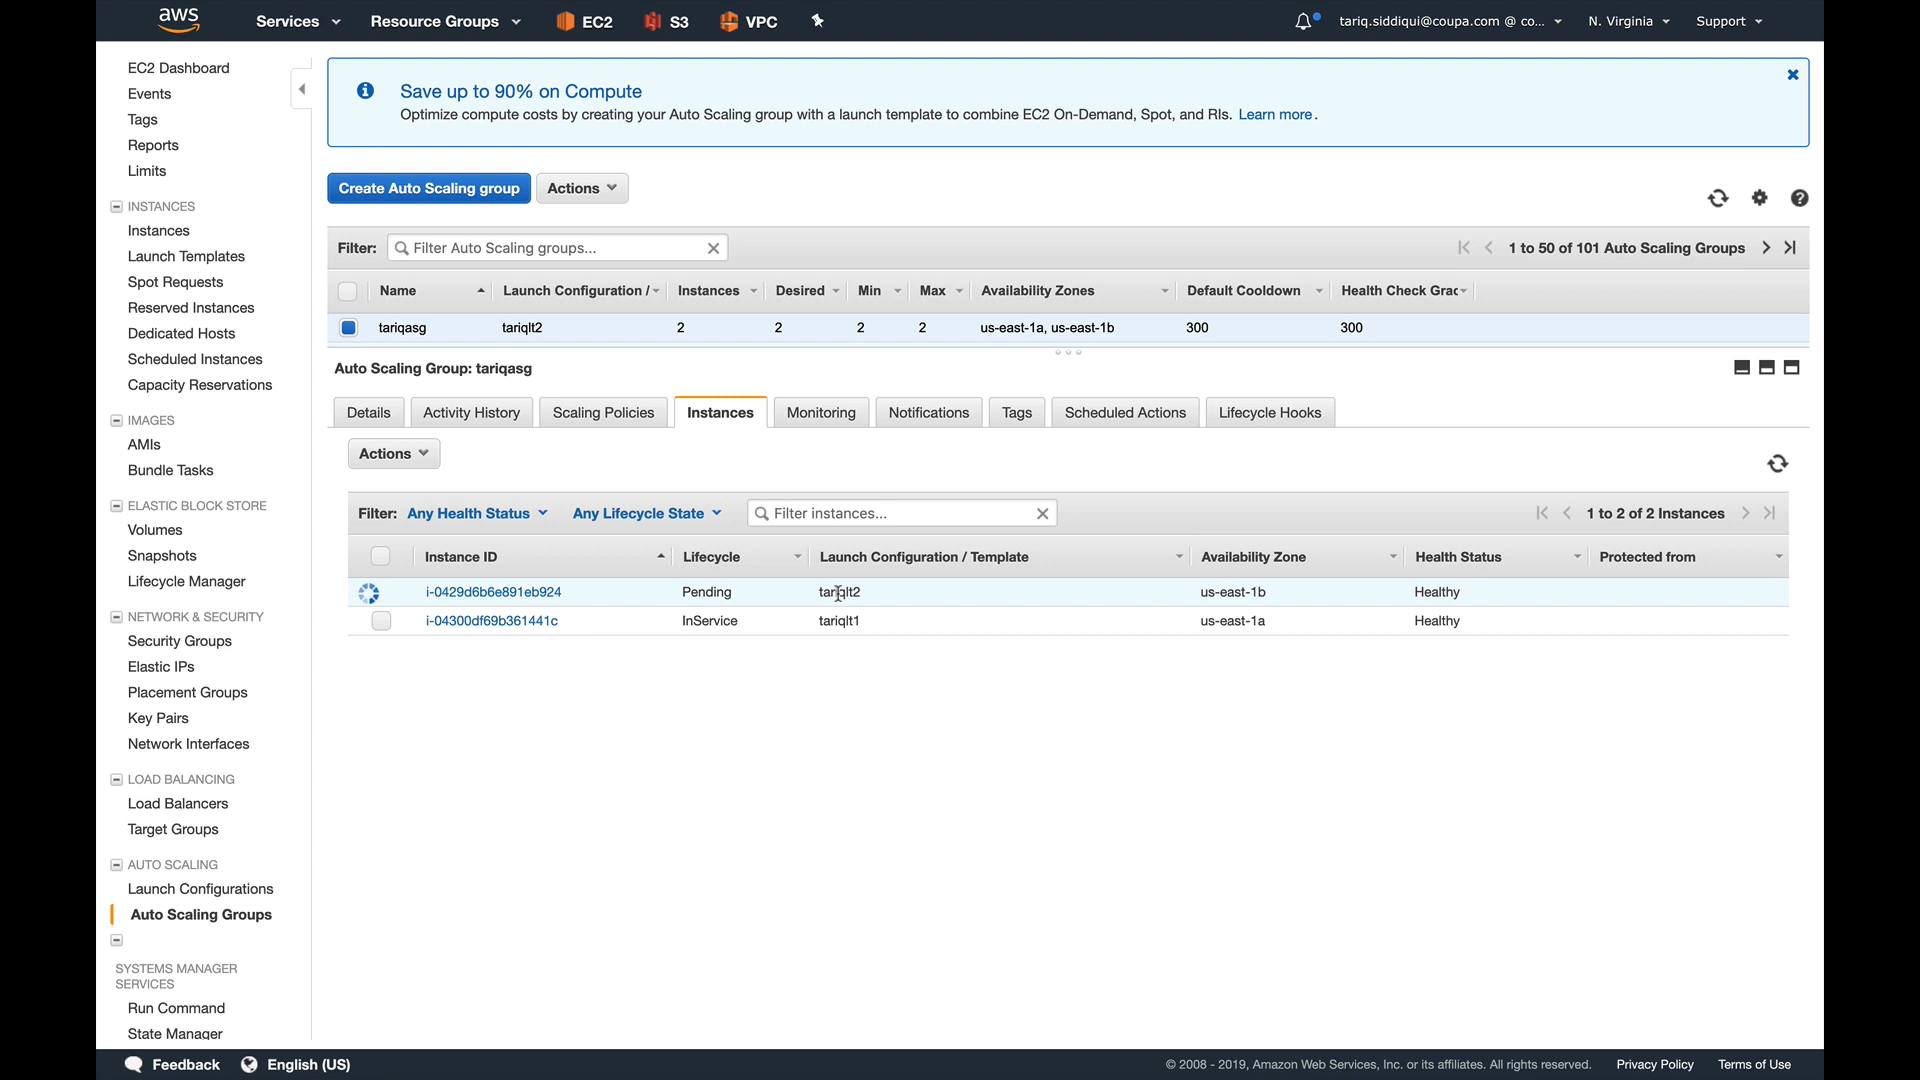 aws Services Resource Groups EC2 S3 VPC tariq.siddiqui@coupa.com @ co... N. Virginia Support
EC2 Dashboard
Events
Tags
Reports
Limits
INSTANCES
Instances
Launch Templates
Spot Requests
Reserved Instances
Dedicated Hosts
Scheduled Instances
Capacity Reservations
IMAGES
AMIs
Bundle Tasks
ELASTIC BLOCK STORE
Volumes
Snapshots
Lifecycle Manager
NETWORK & SECURITY
Security Groups
Elastic IPs
Placement Groups
Key Pairs
Network Interfaces
LOAD BALANCING
Load Balancers
Target Groups
AUTO SCALING
Launch Configurations
Auto Scaling Groups
SYSTEMS MANAGER
SERVICES
Run Command
State Manager
Save up to 90% on Compute
Optimize compute costs by creating your Auto Scaling group with a launch template to combine EC2 On-Demand, Spot, and RIs. Learn more.
Create Auto Scaling group Actions
Filter: Filter Auto Scaling groups... 1 to 50 of 101 Auto Scaling Groups
Name Launch Configuration / Instances Desired Min Max Availability Zones Default Cooldown Health Check Grac
tariqasg tariqlt2 2 2 2 2 us-east-1a, us-east-1b 300 300
Auto Scaling Group: tariqasg
Details Activity History Scaling Policies Instances Monitoring Notifications Tags Scheduled Actions Lifecycle Hooks
Actions
Filter: Any Health Status Any Lifecycle State Filter instances... 1 to 2 of 2 Instances
Instance ID Lifecycle Launch Configuration / Template Availability Zone Health Status Protected from
i-0429d6b6e891eb924 Pending tariqlt2 us-east-1b Healthy
i-04300df69b361441c InService tariqlt1 us-east-1a Healthy
Feedback English (US) © 2008 - 2019, Amazon Web Services, Inc. or its affiliates. All rights reserved. Privacy Policy Terms of Use